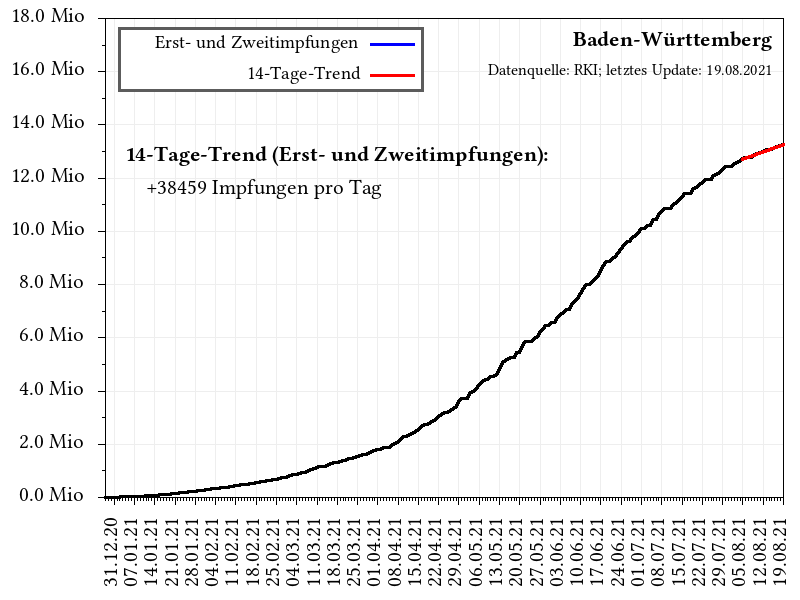 18.0 Mio
16.0 Mio
14.0 Mio
12.0 Mio
10.0 Mio
8.0 Mio
6.0 Mio
4.0 Mio
2.0 Mio
0.0 Mio
Erst- und Zweitimpfungen
14-Tage-Trend
Baden-Württemberg
Datenquelle: RKI; letztes Update: 19.08.2021
14-Tage-Trend (Erst- und Zweitimpfungen):
+38459 Impfungen pro Tag
31.12.20
07.01.21
14.01.21
21.01.21
28.01.21
04.02.21
11.02.21
18.02.21
25.02.21
04.03.21
11.03.21
18.03.21
25.03.21
01.04.21
08.04.21
15.04.21
22.04.21
29.04.21
06.05.21
13.05.21
20.05.21
27.05.21
03.06.21
10.06.21
17.06.21
24.06.21
01.07.21
08.07.21
15.07.21
22.07.21
29.07.21
05.08.21
12.08.21
19.08.21